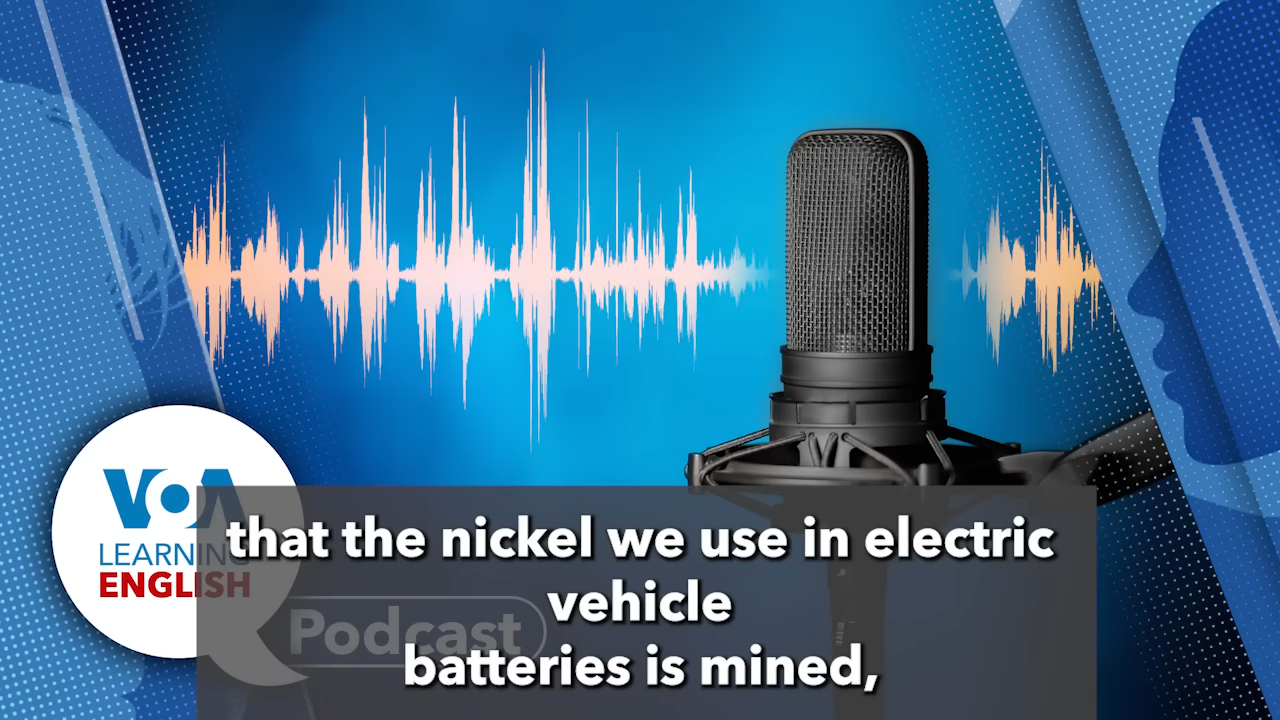 VOA
LEARNING
ENGLISH
Podcast
that the nickel we use in electric
vehicle
batteries is mined,